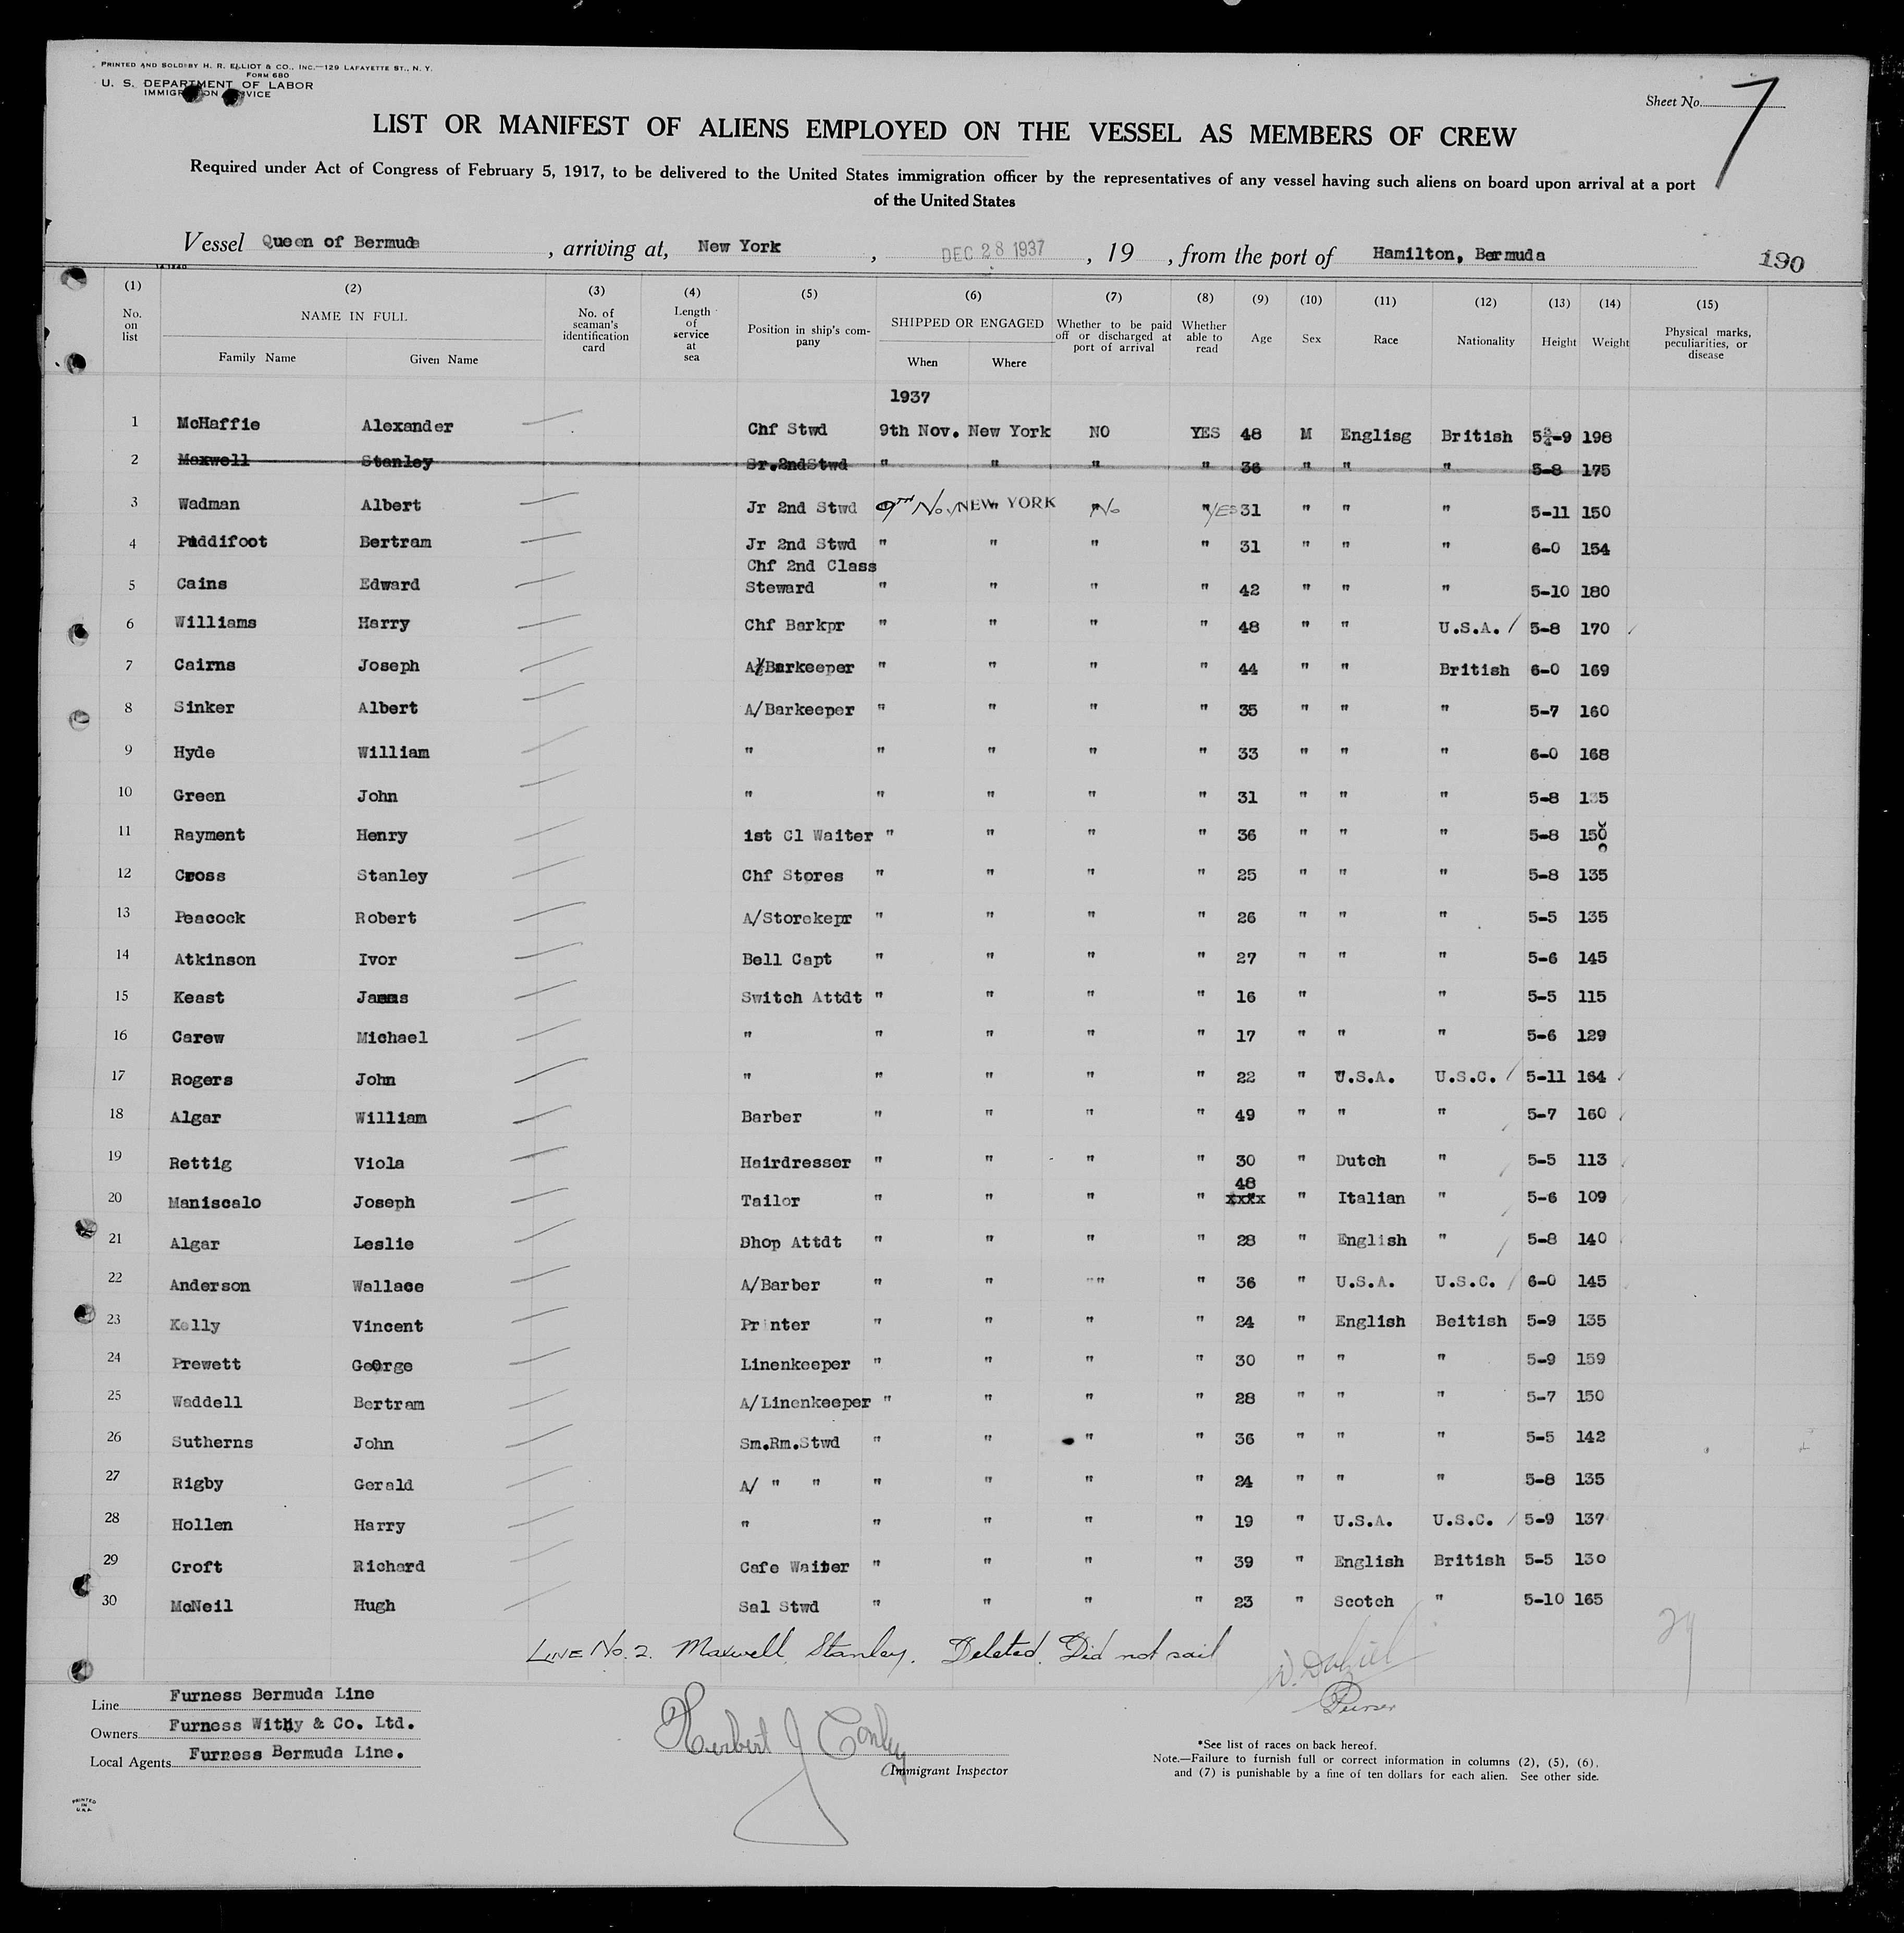 PRINTED AND SOLD BY H. R. ELLIOT & CO., INC.—129 LAFAYETTE ST., N. Y.
FORM 680
U. S. DEPARTMENT OF LABOR
Sheet No. 7
LIST OR MANIFEST OF ALIENS EMPLOYED ON THE VESSEL AS MEMBERS OF CREW
Required under Act of Congress of February 5, 1917, to be delivered to the United States immigration officer by the representatives of any vessel having such aliens on board upon arrival at a port
of the United States
Vessel Queen of Bermuda , arriving at, New York , DEC 28 1937 , 19 , from the port of Hamilton, Bermuda 190
(1) (2) (3) (4) (5) (6) (7) (8) (9) (10) (11) (12) (13) (14) (15)
No. on list NAME IN FULL Family Name Given Name No. of seaman's identification card Length of service at sea Position in ship's company SHIPPED OR ENGAGED When Where Whether to be paid off or discharged at port of arrival Whether able to read Age Sex Race Nationality Height Weight Physical marks, peculiarities, or disease
1937
1 McHaffie Alexander Chf Stwd 9th Nov. New York NO YES 48 M Englisg British 5¾-9 198
2 Maxwell Stanley Sr.2ndStwd " " " " 36 " " " 5-8 175
3 Wadman Albert Jr 2nd Stwd 9TH Nov NEW YORK No YES 31 " " " 5-11 150
4 Puddifoot Bertram Jr 2nd Stwd " " " " 31 " " " 6-0 154
Chf 2nd Class
5 Cains Edward Steward " " " " 42 " " " 5-10 180
6 Williams Harry Chf Barkpr " " " " 48 " " U.S.A. / 5-8 170
7 Cairns Joseph A/Barkeeper " " " " 44 " " British 6-0 169
8 Sinker Albert A/Barkeeper " " " " 35 " " " 5-7 160
9 Hyde William " " " " " 33 " " " 6-0 168
10 Green John " " " " " 31 " " " 5-8 135
11 Rayment Henry 1st Cl Waiter " " " " 36 " " " 5-8 150
12 Cross Stanley Chf Stores " " " " 25 " " " 5-8 135
13 Peacock Robert A/Storekepr " " " " 26 " " " 5-5 135
14 Atkinson Ivor Bell Capt " " " " 27 " " " 5-6 145
15 Keast Switch Attdt " " " " 16 " " 5-5 115
16 Carew Michael " " " " " 17 " " " 5-6 129
17 Rogers John " " " " " 22 " U.S.A. U.S.C. / 5-11 164
18 Algar William Barber " " " " 49 " " " 5-7 160
19 Rettig Viola Hairdresser " " " " 30 " Dutch " 5-5 113
20 Maniscalo Joseph Tailor " " " " 48 xxxx " Italian " 5-6 109
21 Algar Leslie Bhop Attdt " " " " 28 " English " 5-8 140
22 Anderson Wallace A/Barber " " "" " 36 " U.S.A. U.S.C. / 6-0 145
23 Kelly Vincent Pr nter " " " " 24 " English Beitish 5-9 135
24 Prewett George Linenkeeper " " " " 30 " " " 5-9 159
25 Waddell Bertram A/Linenkeeper " " " " 28 " " " 5-7 150
26 Sutherns John Sm.Rm.Stwd " " " " 36 " " " 5-5 142
27 Rigby Gerald A/ " " " " " " 24 " " " 5-8 135
28 Hollen Harry " " " " " 19 " U.S.A. U.S.C. / 5-9 137
29 Croft Richard Cafe Waiter " " " " 39 " English British 5-5 130
30 McNeil Hugh Sal Stwd " " " " 23 " Scotch " 5-10 165
LINE No. 2. Maxwell, Stanley. Deleted. Did not sail
Purser
Line Furness Bermuda Line
Owners Furness Withy & Co. Ltd.
Local Agents Furness Bermuda Line.
Herbert J Conley
Immigrant Inspector
*See list of races on back hereof.
Note.—Failure to furnish full or correct information in columns (2), (5), (6),
and (7) is punishable by a fine of ten dollars for each alien. See other side.
PRINTED
IN
U.S.A.